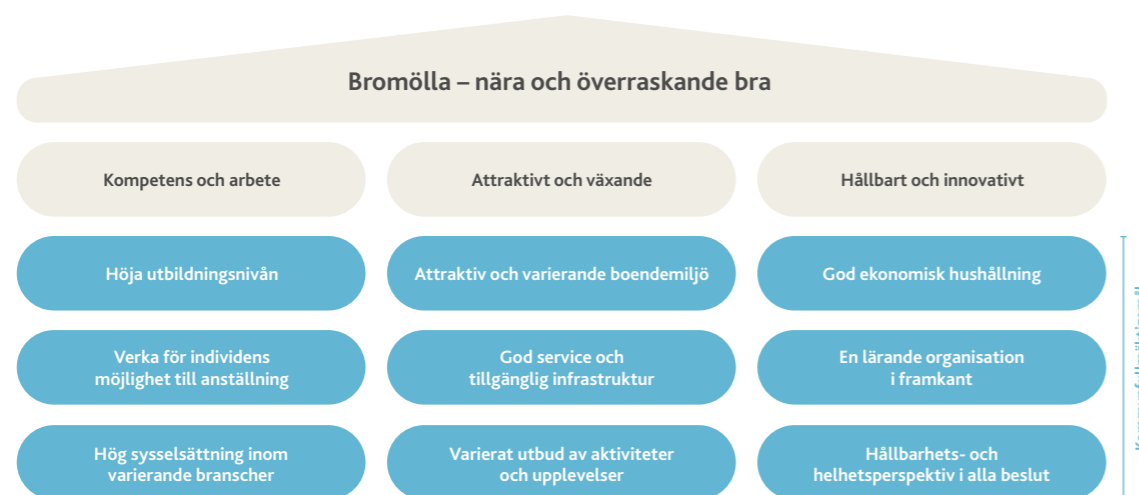 Bromölla – nära och överraskande bra
Kompetens och arbete
Attraktivt och växande
Hållbart och innovativt
Höja utbildningsnivån
Attraktiv och varierande boendemiljö
God ekonomisk hushållning
Verka för individens
möjlighet till anställning
God service och
tillgänglig infrastruktur
En lärande organisation
i framkant
Hög sysselsättning inom
varierande branscher
Varierat utbud av aktiviteter
och upplevelser
Hållbarhets- och
helhetsperspektiv i alla beslut